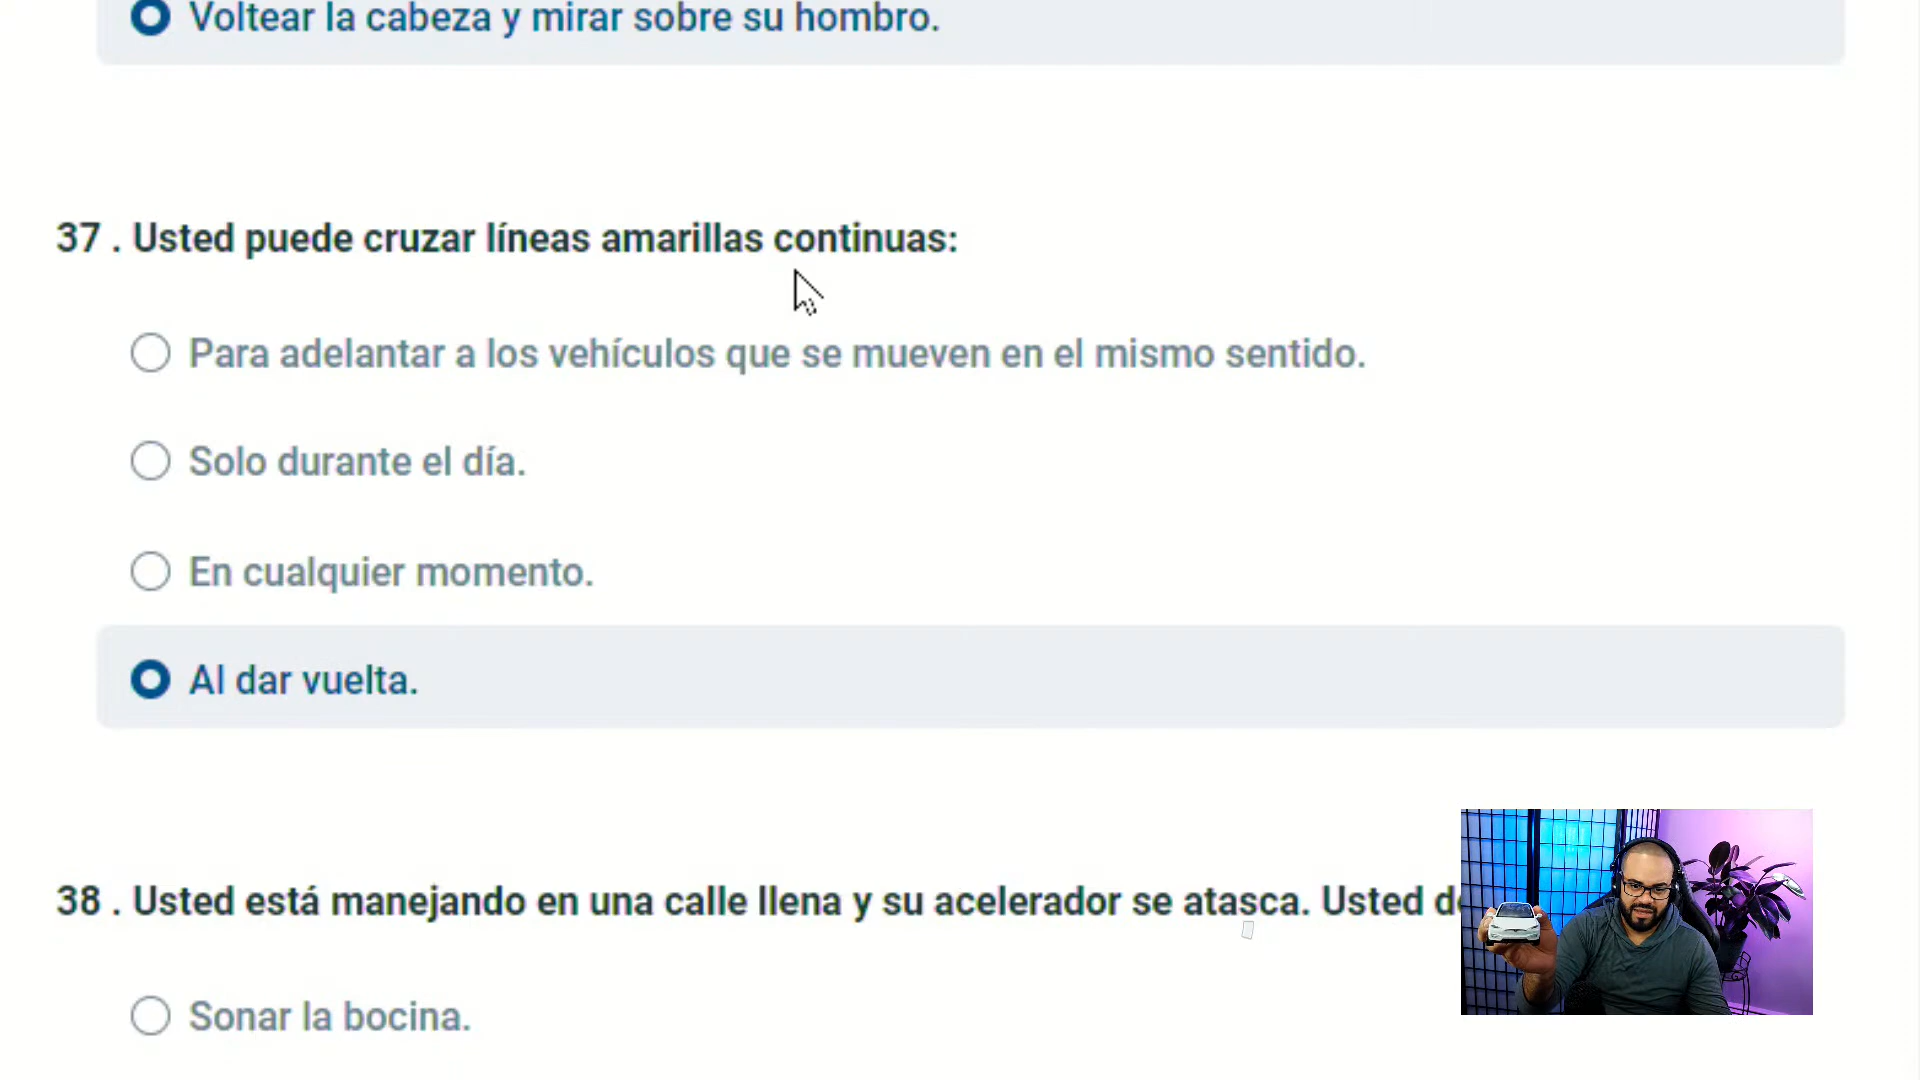 Voltear la cabeza y mirar sobre su hombro.
37 . Usted puede cruzar líneas amarillas continuas:
Para adelantar a los vehículos que se mueven en el mismo sentido.
Solo durante el día.
En cualquier momento.
Al dar vuelta.
38 . Usted está manejando en una calle llena y su acelerador se atasca. Usted
Sonar la bocina.